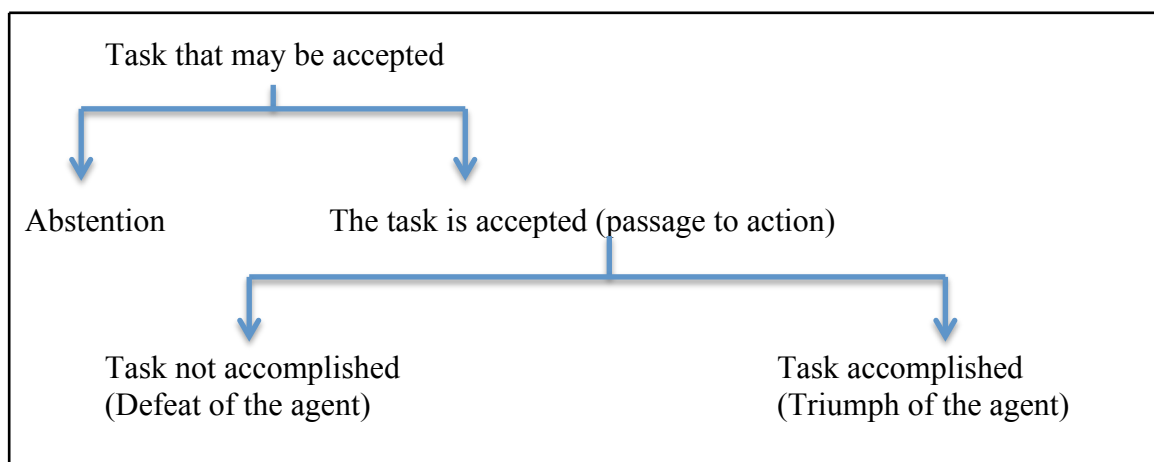 Task that may be accepted
Abstention
The task is accepted (passage to action)
Task not accomplished
(Defeat of the agent)
Task accomplished
(Triumph of the agent)